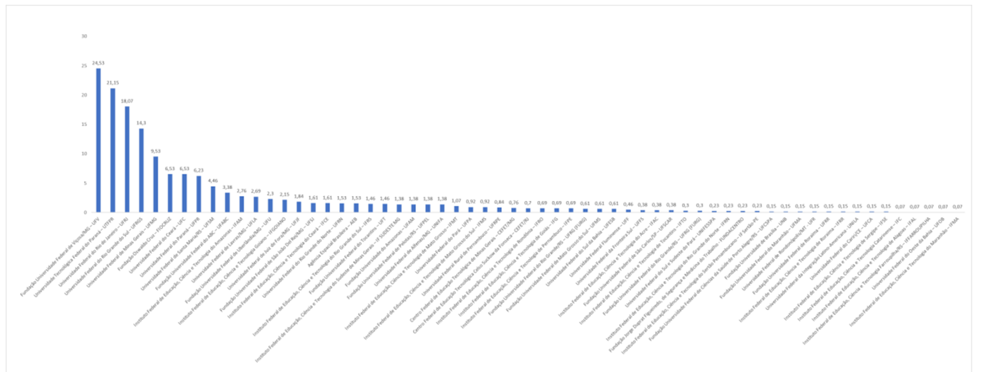 30
25
20
15
10
5
0
24,53
21,15
18,07
14,3
9,53
6,53
6,53
6,23
4,46
3,38
2,76
2,69
2,3
2,15
1,84
1,61
1,61
1,53
1,53
1,46
1,46
1,38
1,38
1,38
1,38
1,07
0,92
0,92
0,84
0,76
0,7
0,69
0,69
0,69
0,61
0,61
0,61
0,46
0,38
0,38
0,38
0,3
0,3
0,23
0,23
0,23
0,23
0,15
0,15
0,15
0,15
0,15
0,15
0,15
0,15
0,15
0,07
0,07
0,07
0,07
0,07
Fundação Universidade Federal de Viçosa/MG – UFV
Universidade Tecnológica Federal do Paraná – UTFPR
Universidade Federal do Rio de Janeiro – UFRJ
Universidade Federal do Rio Grande do Sul – UFRGS
Universidade Federal de Minas Gerais – UFMG
Fundação Oswaldo Cruz – FIOCRUZ
Universidade Federal do Ceará – UFC
Universidade Federal do Paraná – UFPR
Universidade Federal de Santa Maria/RS – UFSM
Fundação Universidade Federal do ABC – UFABC
Instituto Federal de Educação, Ciência e Tecnologia do Amazonas – IFAM
Universidade Federal de Lavras/MG – UFLA
Fundação Universidade Federal de Uberlândia/MG – UFU
Instituto Federal de Educação, Ciência e Tecnologia Goiano – IFGOIANO
Universidade Federal de Juiz de Fora/MG – UFJF
Fundação Universidade Federal de São João Del Rei/MG – UFSJ
Instituto Federal de Educação, Ciência e Tecnologia do Ceará – IFCE
Universidade Federal do Rio Grande do Norte – UFRN
Agência Espacial Brasileira – AEB
Instituto Federal de Educação, Ciência e Tecnologia do Rio Grande do Sul – IFRS
Fundação Universidade Federal do Tocantins – UFT
Instituto Federal de Educação, Ciência e Tecnologia do Sudeste de Minas Gerais – IF SUDESTE MG
Fundação Universidade do Amazonas – UFAM
Fundação Universidade Federal de Pelotas/RS – UFPEL
Universidade Federal de Alfenas/MG – UNIFA
Instituto Federal de Educação, Ciência e Tecnologia de Mato Grosso – IFMT
Universidade Federal do Pará – UFPA
Instituto Federal de Educação, Ciência e Tecnologia de Mato Grosso do Sul – IFMS
Universidade Federal Rural de Pernambuco – UFRPE
Centro Federal de Educação Tecnológica de Minas Gerais – CEFET/MG
Centro Federal de Educação Tecnológica Celso Suckow da Fonseca – CEFET/RJ
Instituto Federal de Educação, Ciência e Tecnologia de Rondônia – IFRO
Instituto Federal de Educação, Ciência e Tecnologia de Goiás – IFG
Instituto Federal de Educação, Ciência e Tecnologia de Pernambuco – IFPE
Fundação Universidade Federal do Rio Grande/RS – UFRG (FURG)
Fundação Universidade Federal de Mato Grosso do Sul – UFMS
Universidade Federal do Sul da Bahia – UFESB
Universidade Federal Fluminense – UFF
Universidade Federal da Fronteira Sul – UFFS
Instituto Federal de Educação, Ciência e Tecnologia do Acre – IFAC
Fundação Universidade Federal de São Carlos/SP – UFSCAR
Instituto Federal de Educação, Ciência e Tecnologia de Tocantins – IFTO
Fundação Universidade Federal do Rio Grande/RS – UFRG (FURG)
Universidade Federal do Sul e Sudeste do Pará – UNIFESSPA
Instituto Federal de Educação, Ciência e Tecnologia do Rio Grande do Norte – IFRN
Fundação Jorge Duprat Figueiredo, de Segurança e Medicina do Trabalho - FUNDACENTRO
Instituto Federal de Educação, Ciência e Tecnologia do Sertão Pernambucano – IF Sertão-PE
Fundação Universidade Federal de Ciências da Saúde de Porto Alegre/RS – UFCSPA
Fundação Universidade de Brasília – UNB
Universidade Federal do Maranhão – UFMA
Fundação Universidade Federal de Rondonópolis/MT - UFR
Universidade Federal de Roraima – UFRR
Instituto Federal de Educação, Ciência e Tecnologia de Roraima – IFRR
Universidade Federal da Integração Latino-Americana – UNILA
Universidade Federal do Cariri/CE – UFCA
Instituto Federal de Educação, Ciência e Tecnologia de Sergipe – IFSE
Instituto Federal de Educação, Ciência e Tecnologia Catarinense – IFC
Instituto Federal de Educação, Ciência e Tecnologia de Alagoas – IFAL
Instituto Federal de Educação, Ciência e Tecnologia Farroupilha/RS – IFFARROUPILHA
Universidade Federal do Oeste da Bahia – UFOB
Instituto Federal de Educação, Ciência e Tecnologia do Maranhão – IFMA